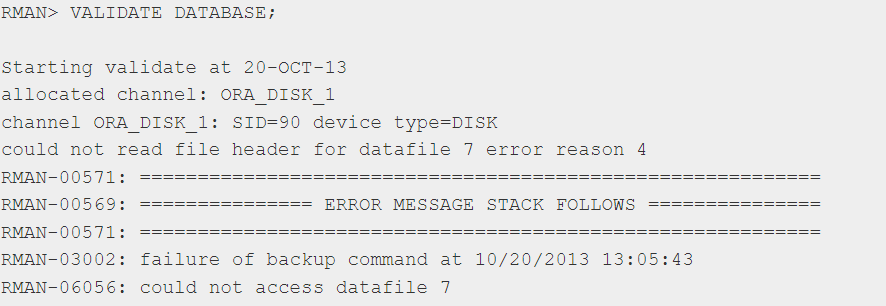 RMAN> VALIDATE DATABASE;
Starting validate at 20-OCT-13
allocated channel: ORA_DISK_1
channel ORA_DISK_1: SID=90 device type=DISK
could not read file header for datafile 7 error reason 4
RMAN-00571: ===========================================================
RMAN-00569: =============== ERROR MESSAGE STACK FOLLOWS ===============
RMAN-00571: ===========================================================
RMAN-03002: failure of backup command at 10/20/2013 13:05:43
RMAN-06056: could not access datafile 7